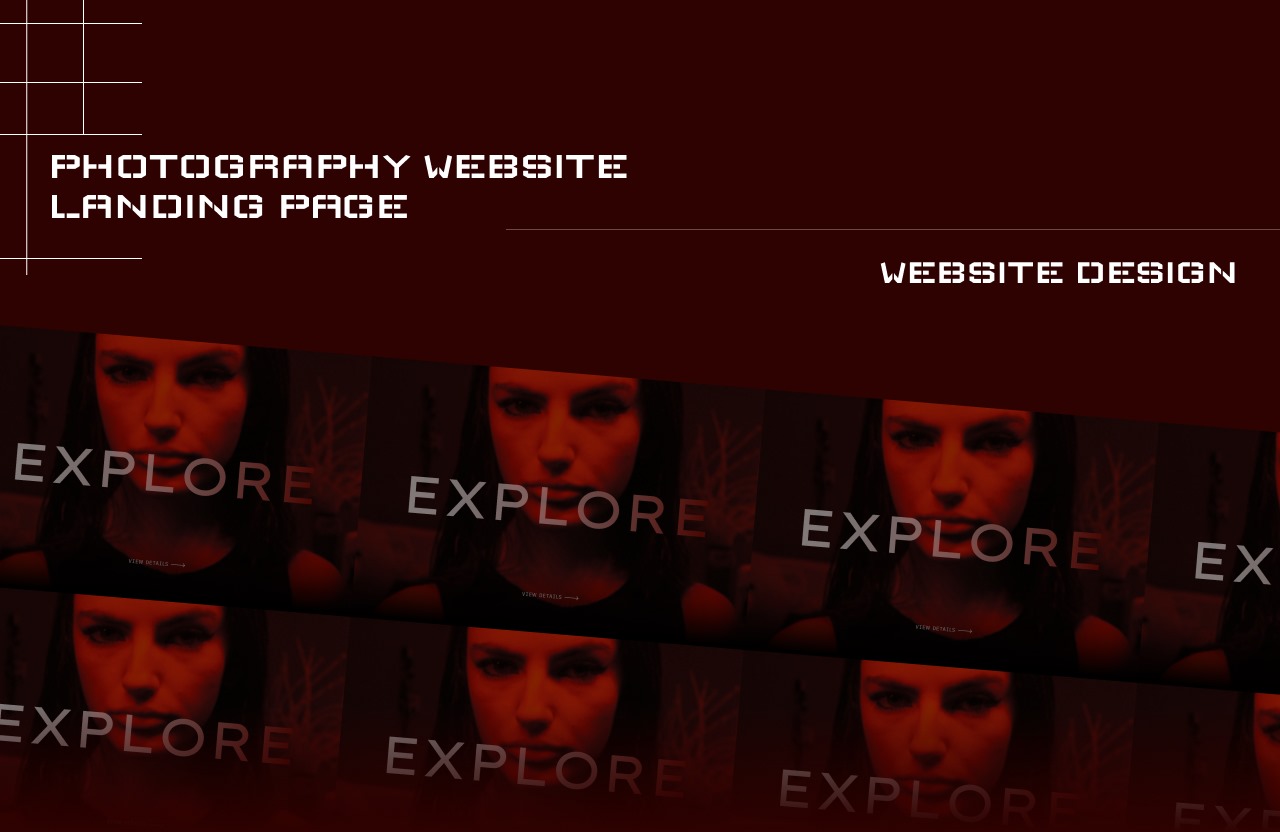 PHOTOGRAPHY WEBSITE
LANDING PAGE
WEBSITE DESIGN
EXPLORE
EXPLORE
EXPLORE
EX
VIEW DETAILS
VIEW DETAILS
VIEW DETAILS
EXPLORE
EXPLORE
EXPLORE
EXP